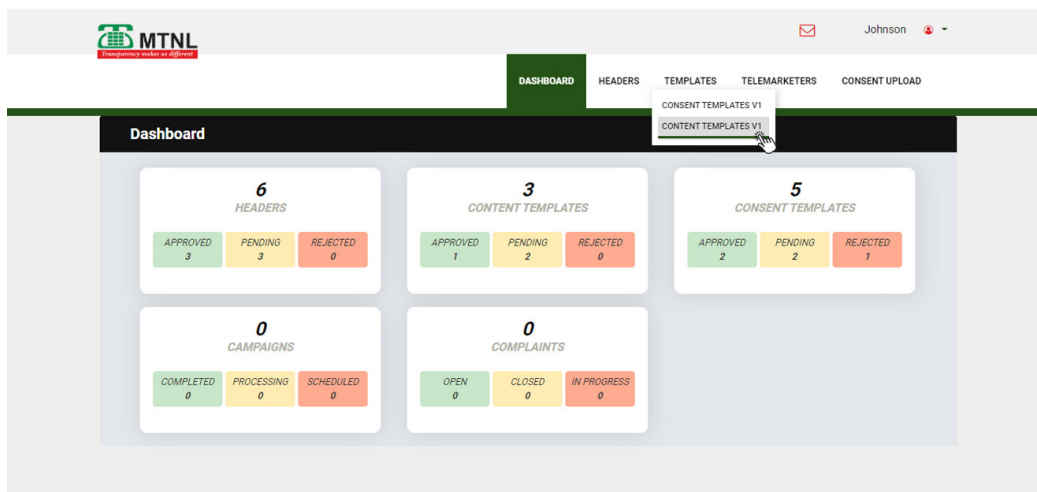 MTNL
Transparency makes us different
Johnson
DASHBOARD HEADERS TEMPLATES TELEMARKETERS CONSENT UPLOAD
CONSENT TEMPLATES V1
CONTENT TEMPLATES V1
Dashboard
6
HEADERS
APPROVED PENDING REJECTED
3 3 0
3
CONTENT TEMPLATES
APPROVED PENDING REJECTED
1 2 0
5
CONSENT TEMPLATES
APPROVED PENDING REJECTED
2 2 1
0
CAMPAIGNS
COMPLETED PROCESSING SCHEDULED
0 0 0
0
COMPLAINTS
OPEN CLOSED IN PROGRESS
0 0 0